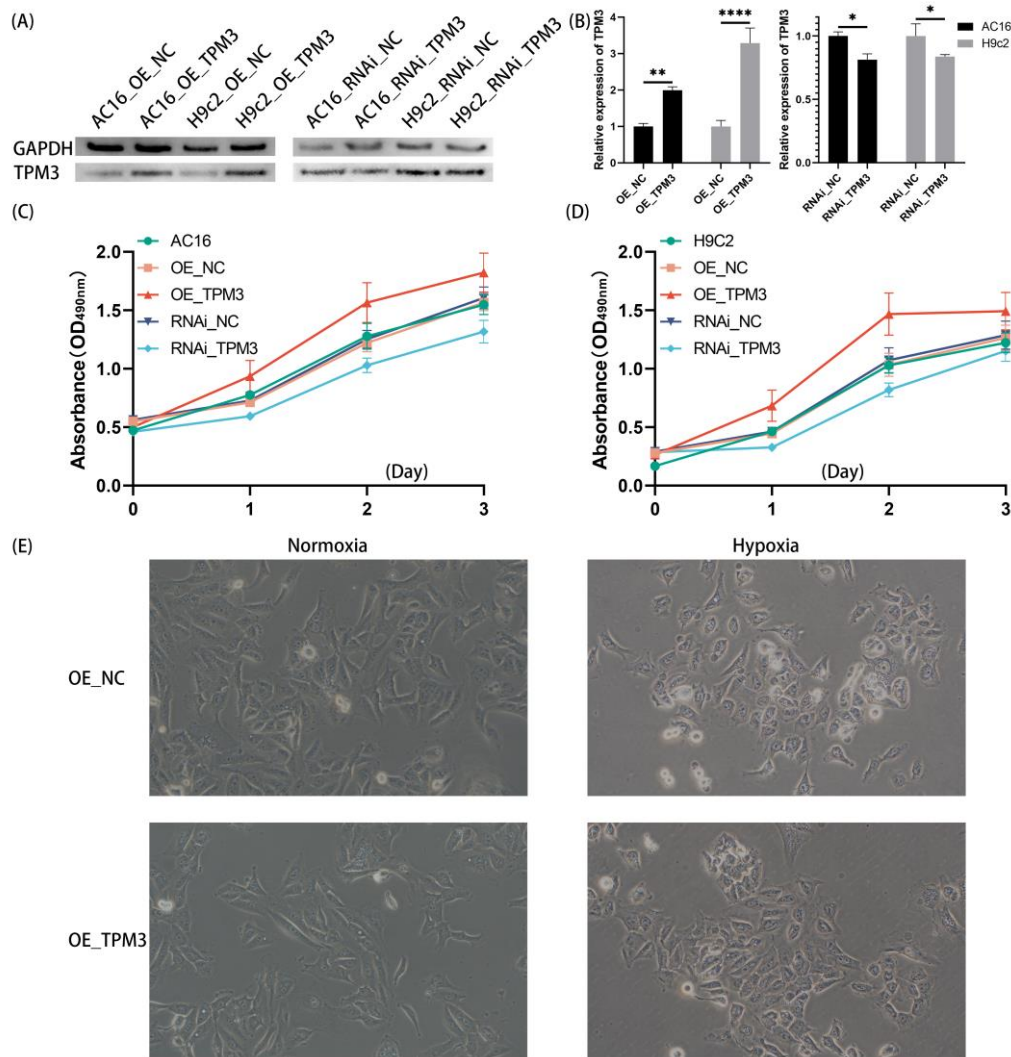 (A)
AC16_OE_NC
AC16_OE_TPM3
H9c2_OE_NC
H9c2_OE_TPM3
AC16_RNAi_NC
AC16_RNAi_TPM3
H9c2_RNAi_NC
H9c2_RNAi_TPM3
GAPDH
TPM3
(B)
Relative expression of TPM3
4
3
2
1
0
**
****
OE_NC
OE_TPM3
OE_NC
OE_TPM3
Relative expression of TPM3
1.0
0.5
0.0
*
*
RNAi_NC
RNAi_TPM3
RNAi_NC
RNAi_TPM3
AC16
H9c2
(C)
AC16
OE_NC
OE_TPM3
RNAi_NC
RNAi_TPM3
Absorbance (OD490nm)
2.0
1.5
1.0
0.5
0.0
(Day)
0 1 2 3
(D)
H9C2
OE_NC
OE_TPM3
RNAi_NC
RNAi_TPM3
Absorbance (OD490nm)
2.0
1.5
1.0
0.5
0.0
(Day)
0 1 2 3
(E)
Normoxia
Hypoxia
OE_NC
OE_TPM3